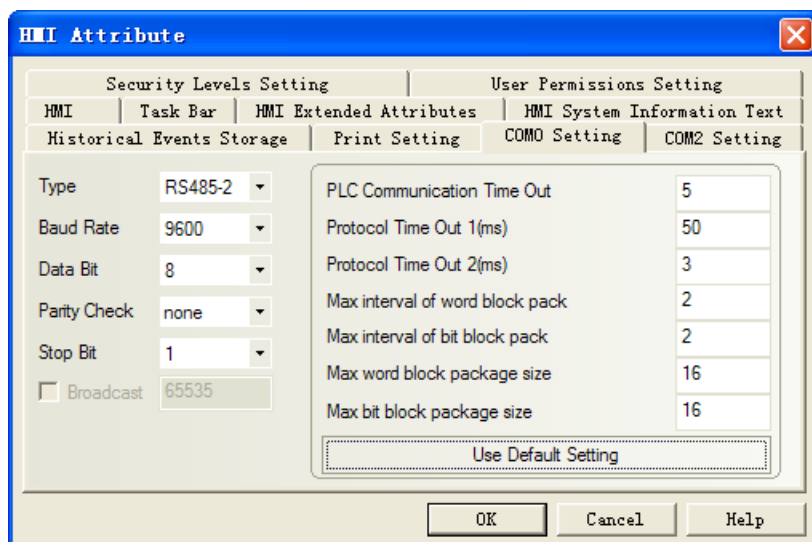 HMI Attribute
Security Levels Setting User Permissions Setting
HMI Task Bar HMI Extended Attributes HMI System Information Text
Historical Events Storage Print Setting COM0 Setting COM2 Setting
Type RS485-2 PLC Communication Time Out 5
Baud Rate 9600 Protocol Time Out 1(ms) 50
Data Bit 8 Protocol Time Out 2(ms) 3
Parity Check none Max interval of word block pack 2
Stop Bit 1 Max interval of bit block pack 2
Broadcast 65535 Max word block package size 16
Max bit block package size 16
Use Default Setting
OK Cancel Help